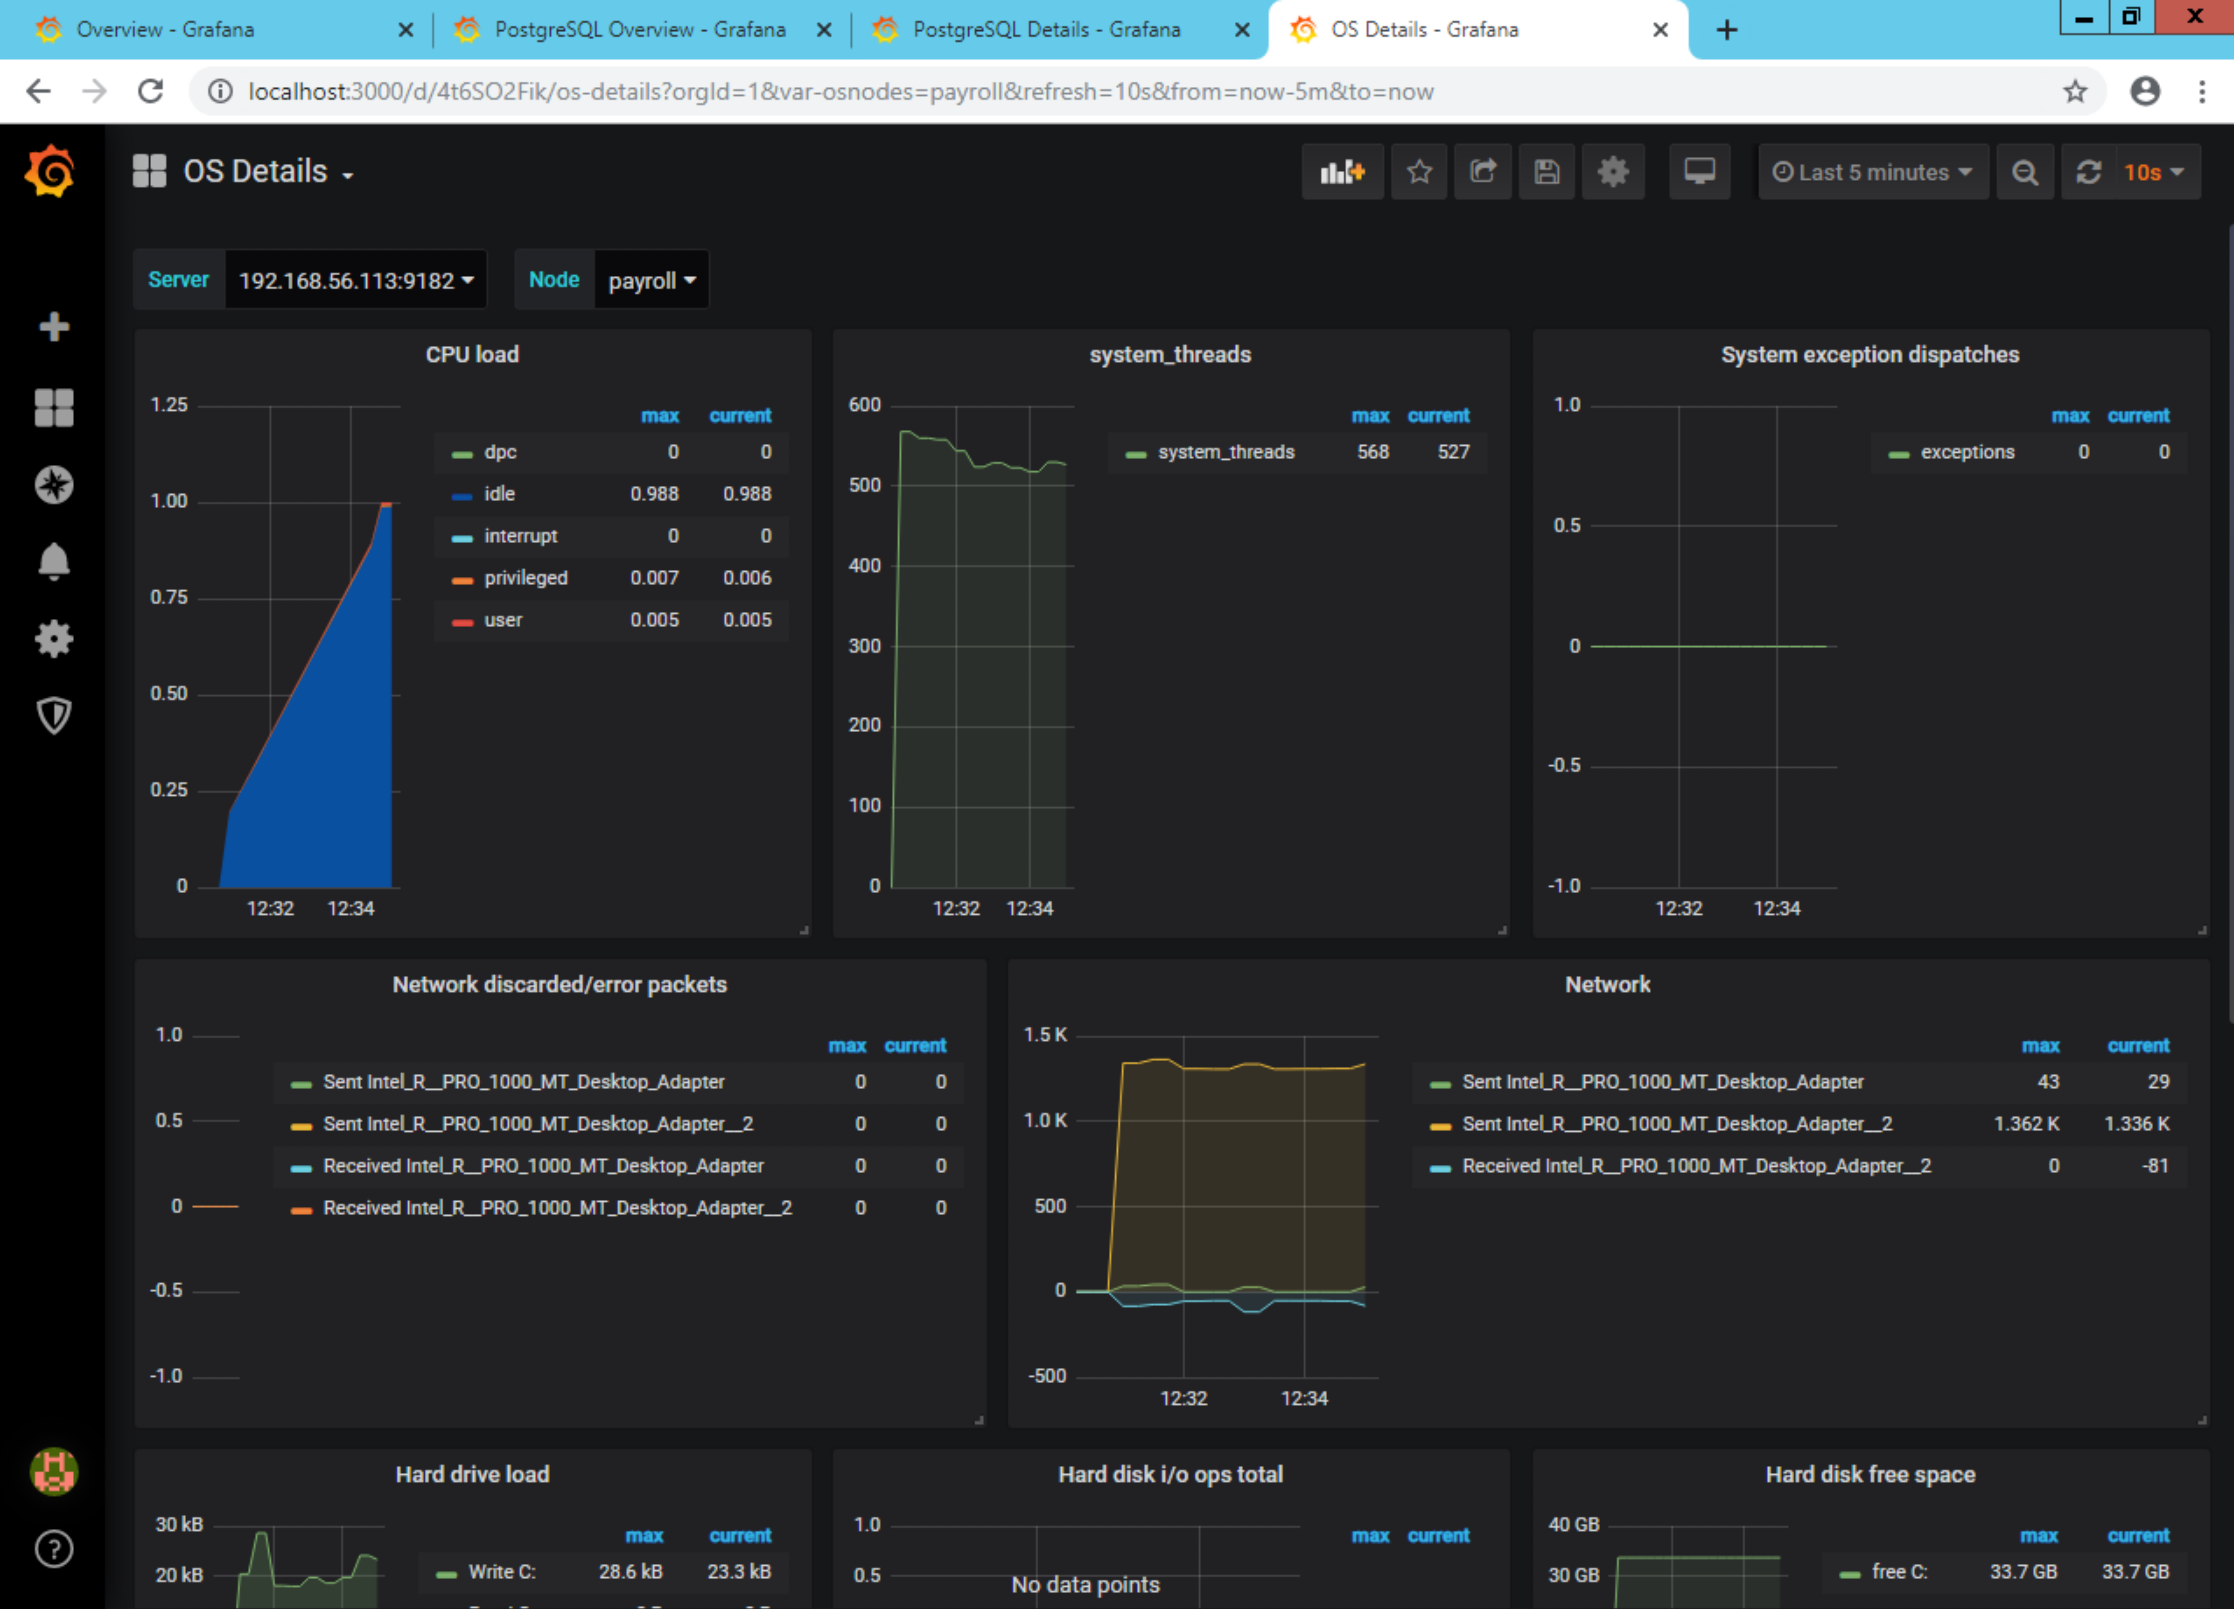 Overview - Grafana
PostgreSQL Overview - Grafana
PostgreSQL Details - Grafana
OS Details - Grafana
localhost:3000/d/4t6SO2Fik/os-details?orgId=1&var-osnodes=payroll&refresh=10s&from=now-5m&to=now
OS Details
Last 5 minutes
10s
Server 192.168.56.113:9182
Node payroll
CPU load
1.25
1.00
0.75
0.50
0.25
0
12:32 12:34
max current
dpc 0 0
idle 0.988 0.988
interrupt 0 0
privileged 0.007 0.006
user 0.005 0.005
system_threads
600
500
400
300
200
100
0
12:32 12:34
max current
system_threads 568 527
System exception dispatches
1.0
0.5
0
-0.5
-1.0
12:32 12:34
max current
exceptions 0 0
Network discarded/error packets
1.0
0.5
0
-0.5
-1.0
max current
Sent Intel_R__PRO_1000_MT_Desktop_Adapter 0 0
Sent Intel_R__PRO_1000_MT_Desktop_Adapter__2 0 0
Received Intel_R__PRO_1000_MT_Desktop_Adapter 0 0
Received Intel_R__PRO_1000_MT_Desktop_Adapter__2 0 0
Network
1.5 K
1.0 K
500
0
-500
12:32 12:34
max current
Sent Intel_R__PRO_1000_MT_Desktop_Adapter 43 29
Sent Intel_R__PRO_1000_MT_Desktop_Adapter__2 1.362 K 1.336 K
Received Intel_R__PRO_1000_MT_Desktop_Adapter__2 0 -81
Hard drive load
30 kB
20 kB
max current
Write C: 28.6 kB 23.3 kB
Hard disk i/o ops total
1.0
0.5
No data points
max current
Hard disk free space
40 GB
30 GB
max current
free C: 33.7 GB 33.7 GB